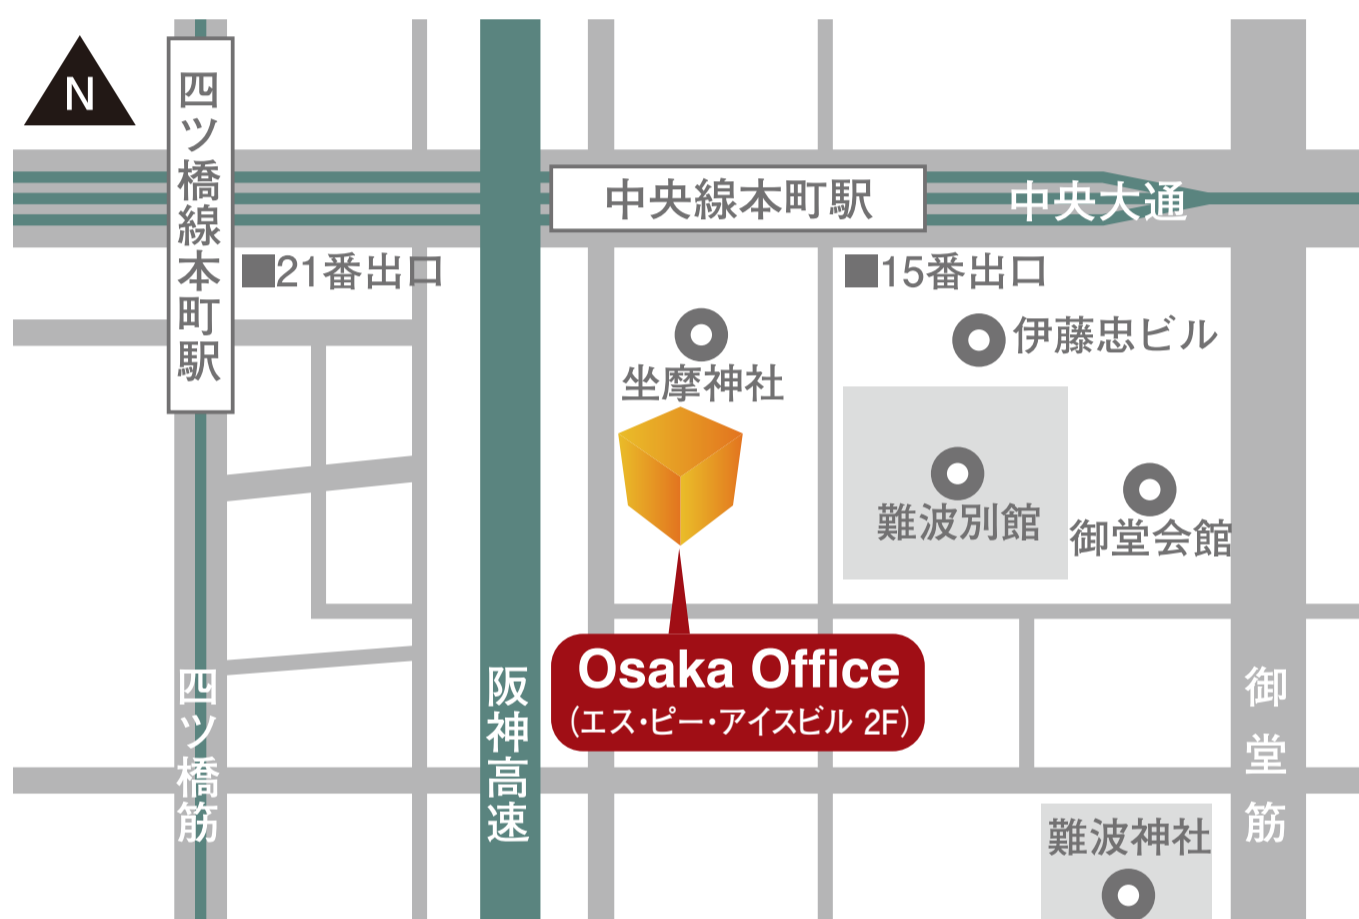 N
四ツ橋線本町駅
中央線本町駅
中央大通
■21番出口
■15番出口
伊藤忠ビル
坐摩神社
難波別館
御堂会館
Osaka Office
(エス・ピー・アイスビル 2F)
四ツ橋筋
阪神高速
御堂筋
難波神社